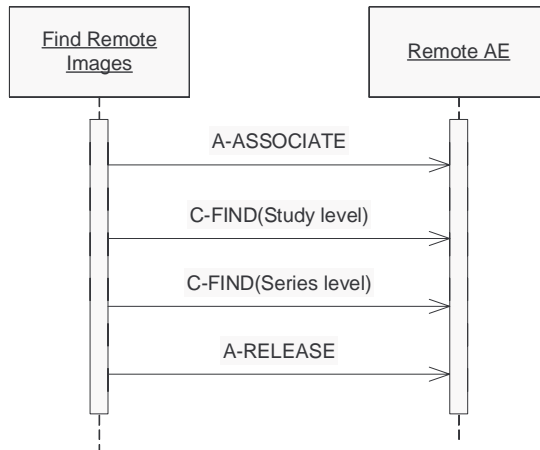 Find Remote
Images
Remote AE
A-ASSOCIATE
C-FIND(Study level)
C-FIND(Series level)
A-RELEASE